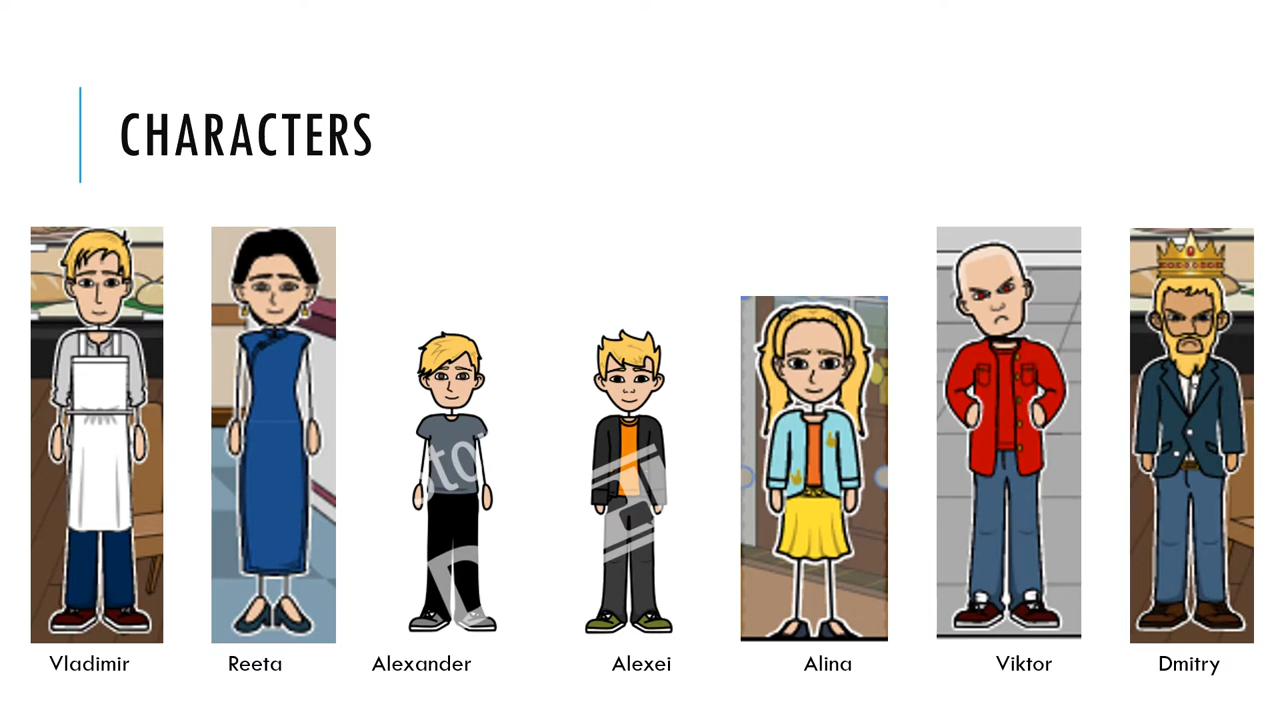 CHARACTERS
Vladimir
Reeta
Alexander
Alexei
Alina
Viktor
Dmitry